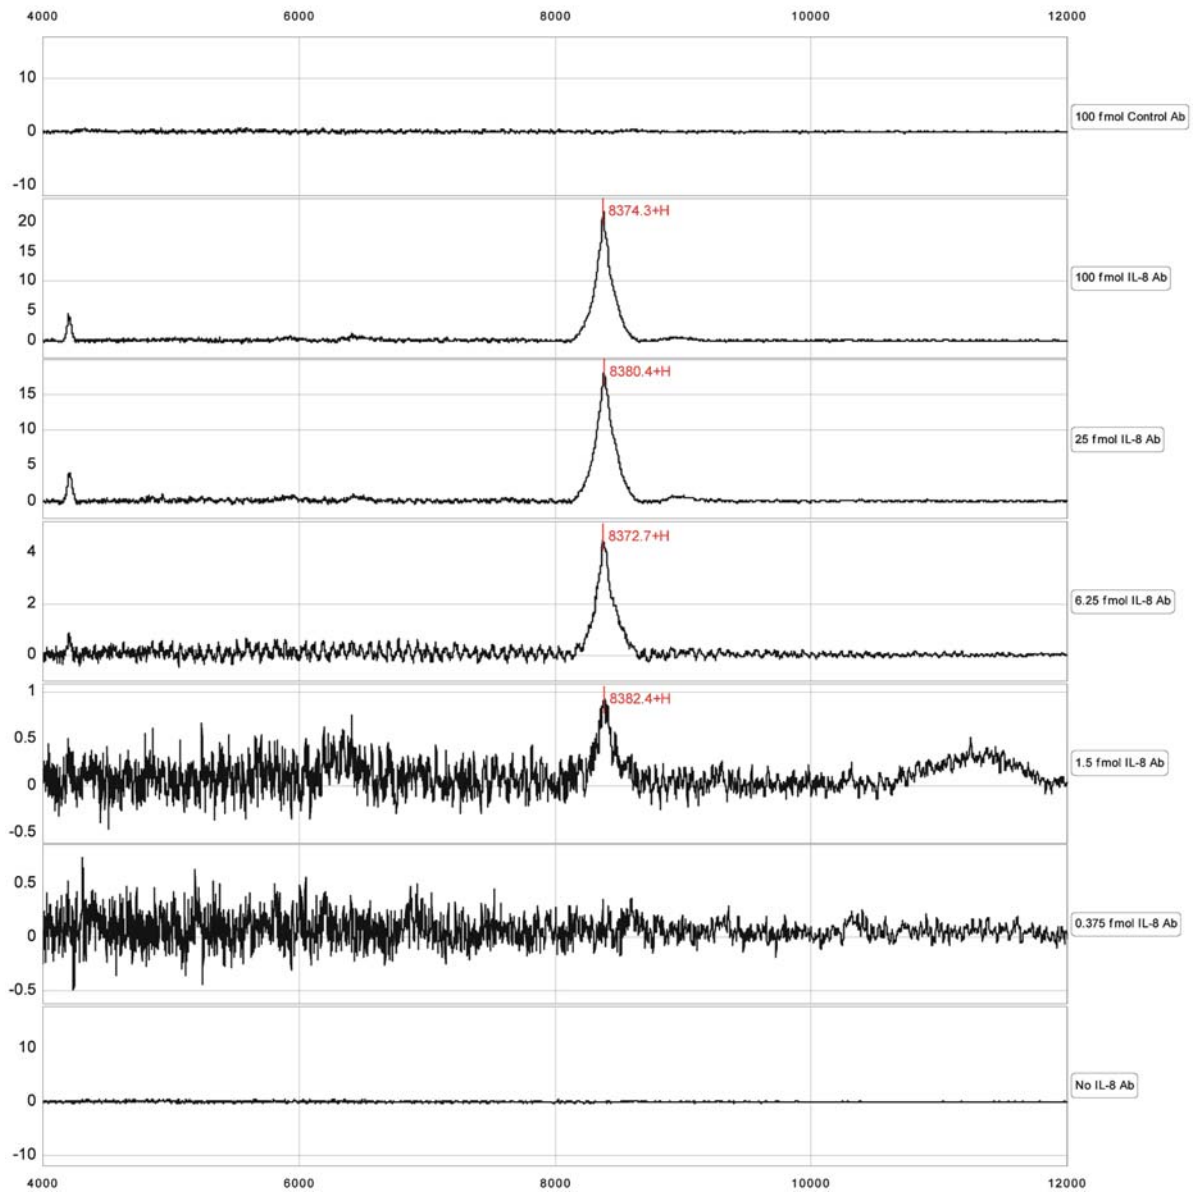 4000 6000 8000 10000 12000
10
0
-10
100 fmol Control Ab
8374.3+H
20
15
10
5
0
100 fmol IL-8 Ab
8380.4+H
15
10
5
0
25 fmol IL-8 Ab
8372.7+H
4
2
0
6.25 fmol IL-8 Ab
8382.4+H
1
0.5
0
-0.5
1.5 fmol IL-8 Ab
0.5
0
-0.5
0.375 fmol IL-8 Ab
10
0
-10
No IL-8 Ab
4000 6000 8000 10000 12000